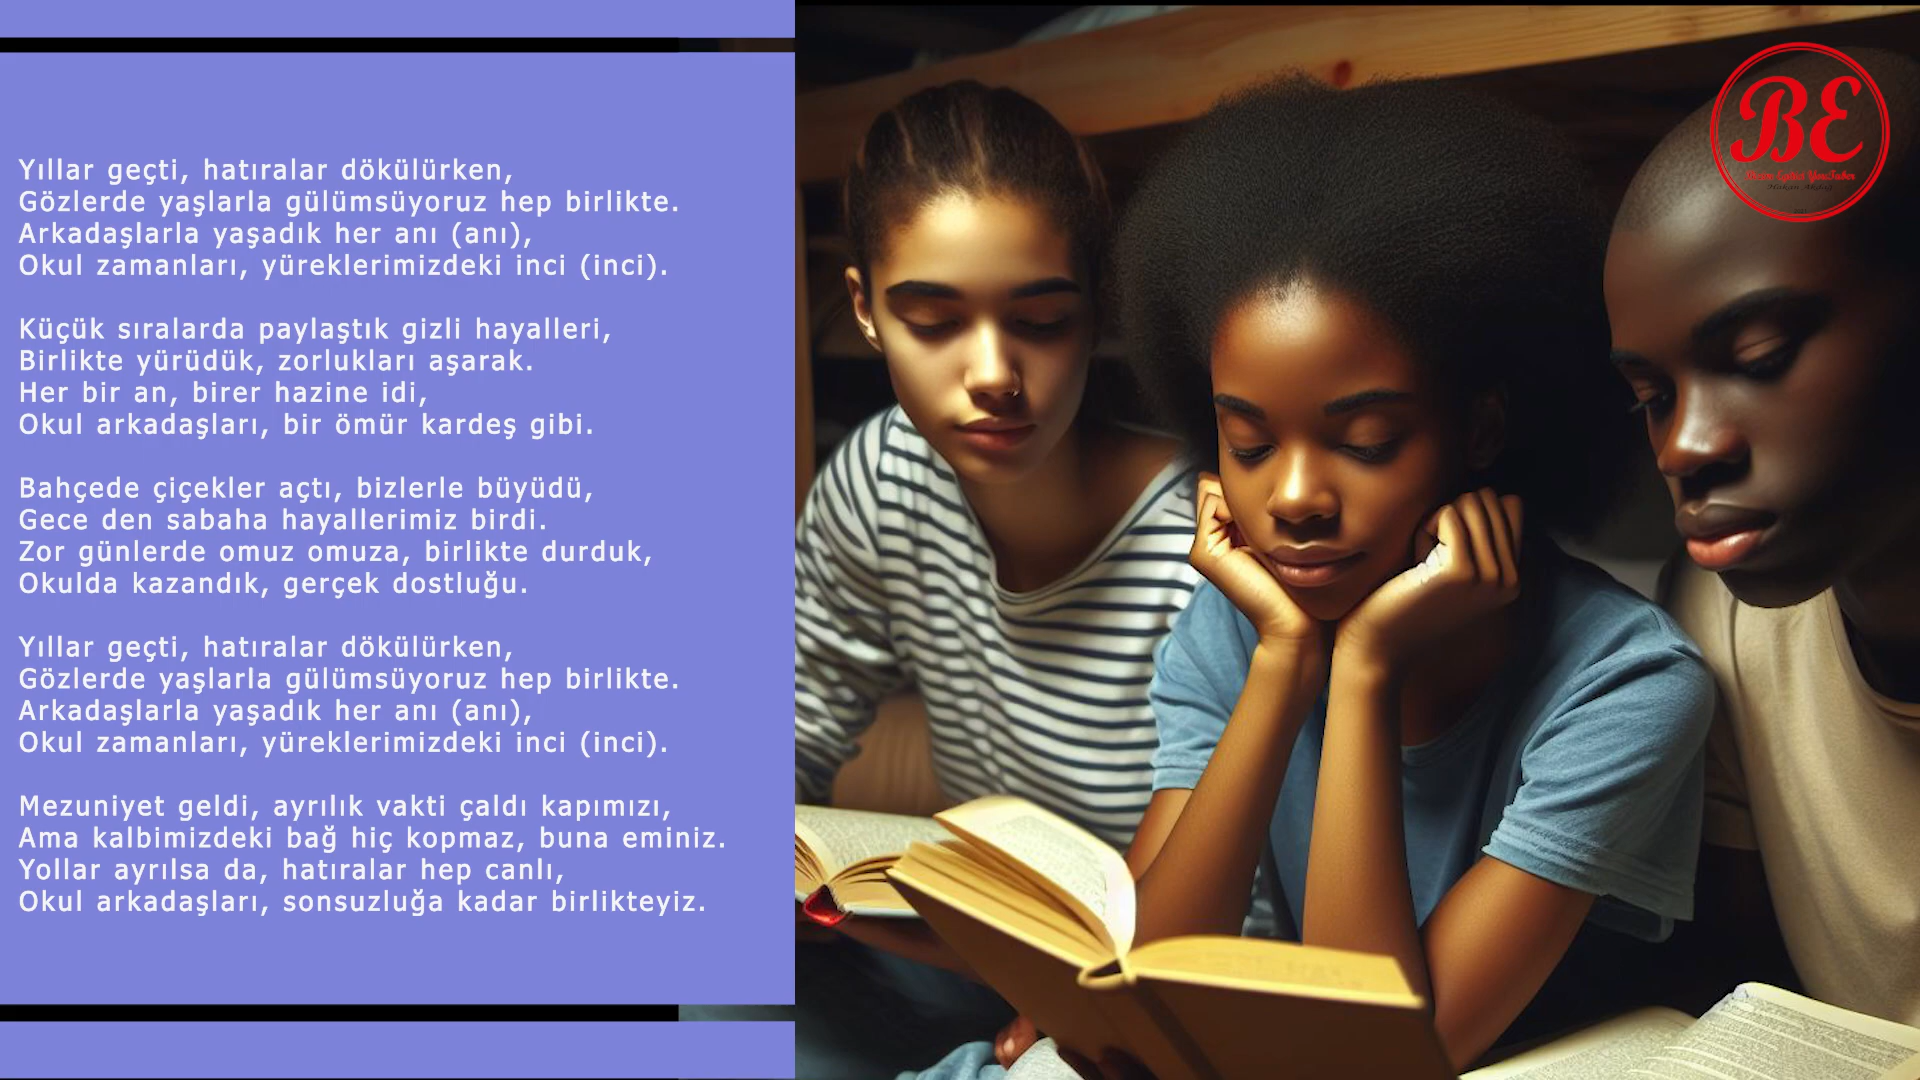 Yıllar geçti, hatıralar dökülürken,
Gözlerde yaşlarla gülümsüyoruz hep birlikte.
Arkadaşlarla yaşadık her anı (anı),
Okul zamanları, yüreklerimizdeki inci (inci).
Küçük sıralarda paylaştık gizli hayalleri,
Birlikte yürüdük, zorlukları aşarak.
Her bir an, birer hazine idi,
Okul arkadaşları, bir ömür kardeş gibi.
Bahçede çiçekler açtı, bizlerle büyüdü,
Gece den sabaha hayallerimiz birdi.
Zor günlerde omuz omuza, birlikte durduk,
Okulda kazandık, gerçek dostluğu.
Yıllar geçti, hatıralar dökülürken,
Gözlerde yaşlarla gülümsüyoruz hep birlikte.
Arkadaşlarla yaşadık her anı (anı),
Okul zamanları, yüreklerimizdeki inci (inci).
Mezuniyet geldi, ayrılık vakti çaldı kapımızı,
Ama kalbimizdeki bağ hiç kopmaz, buna eminiz.
Yollar ayrılsa da, hatıralar hep canlı,
Okul arkadaşları, sonsuzluğa kadar birlikteyiz.
BE
YouTuber